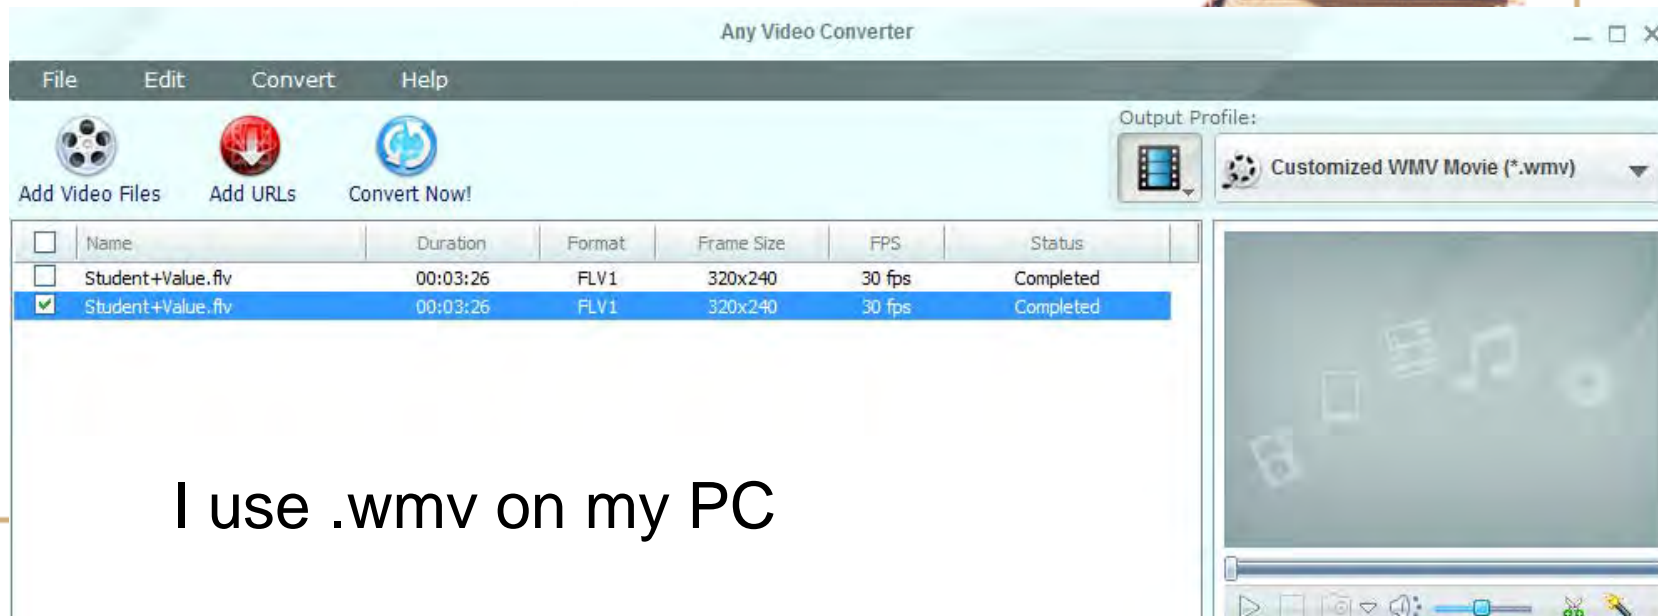 Any Video Converter
File Edit Convert Help
Output Profile:
Customized WMV Movie (*.wmv)
Add Video Files Add URLs Convert Now!
Name Duration Format Frame Size FPS Status
Student+Value.flv 00:03:26 FLV1 320x240 30 fps Completed
Student+Value.flv 00:03:26 FLV1 320x240 30 fps Completed
I use .wmv on my PC